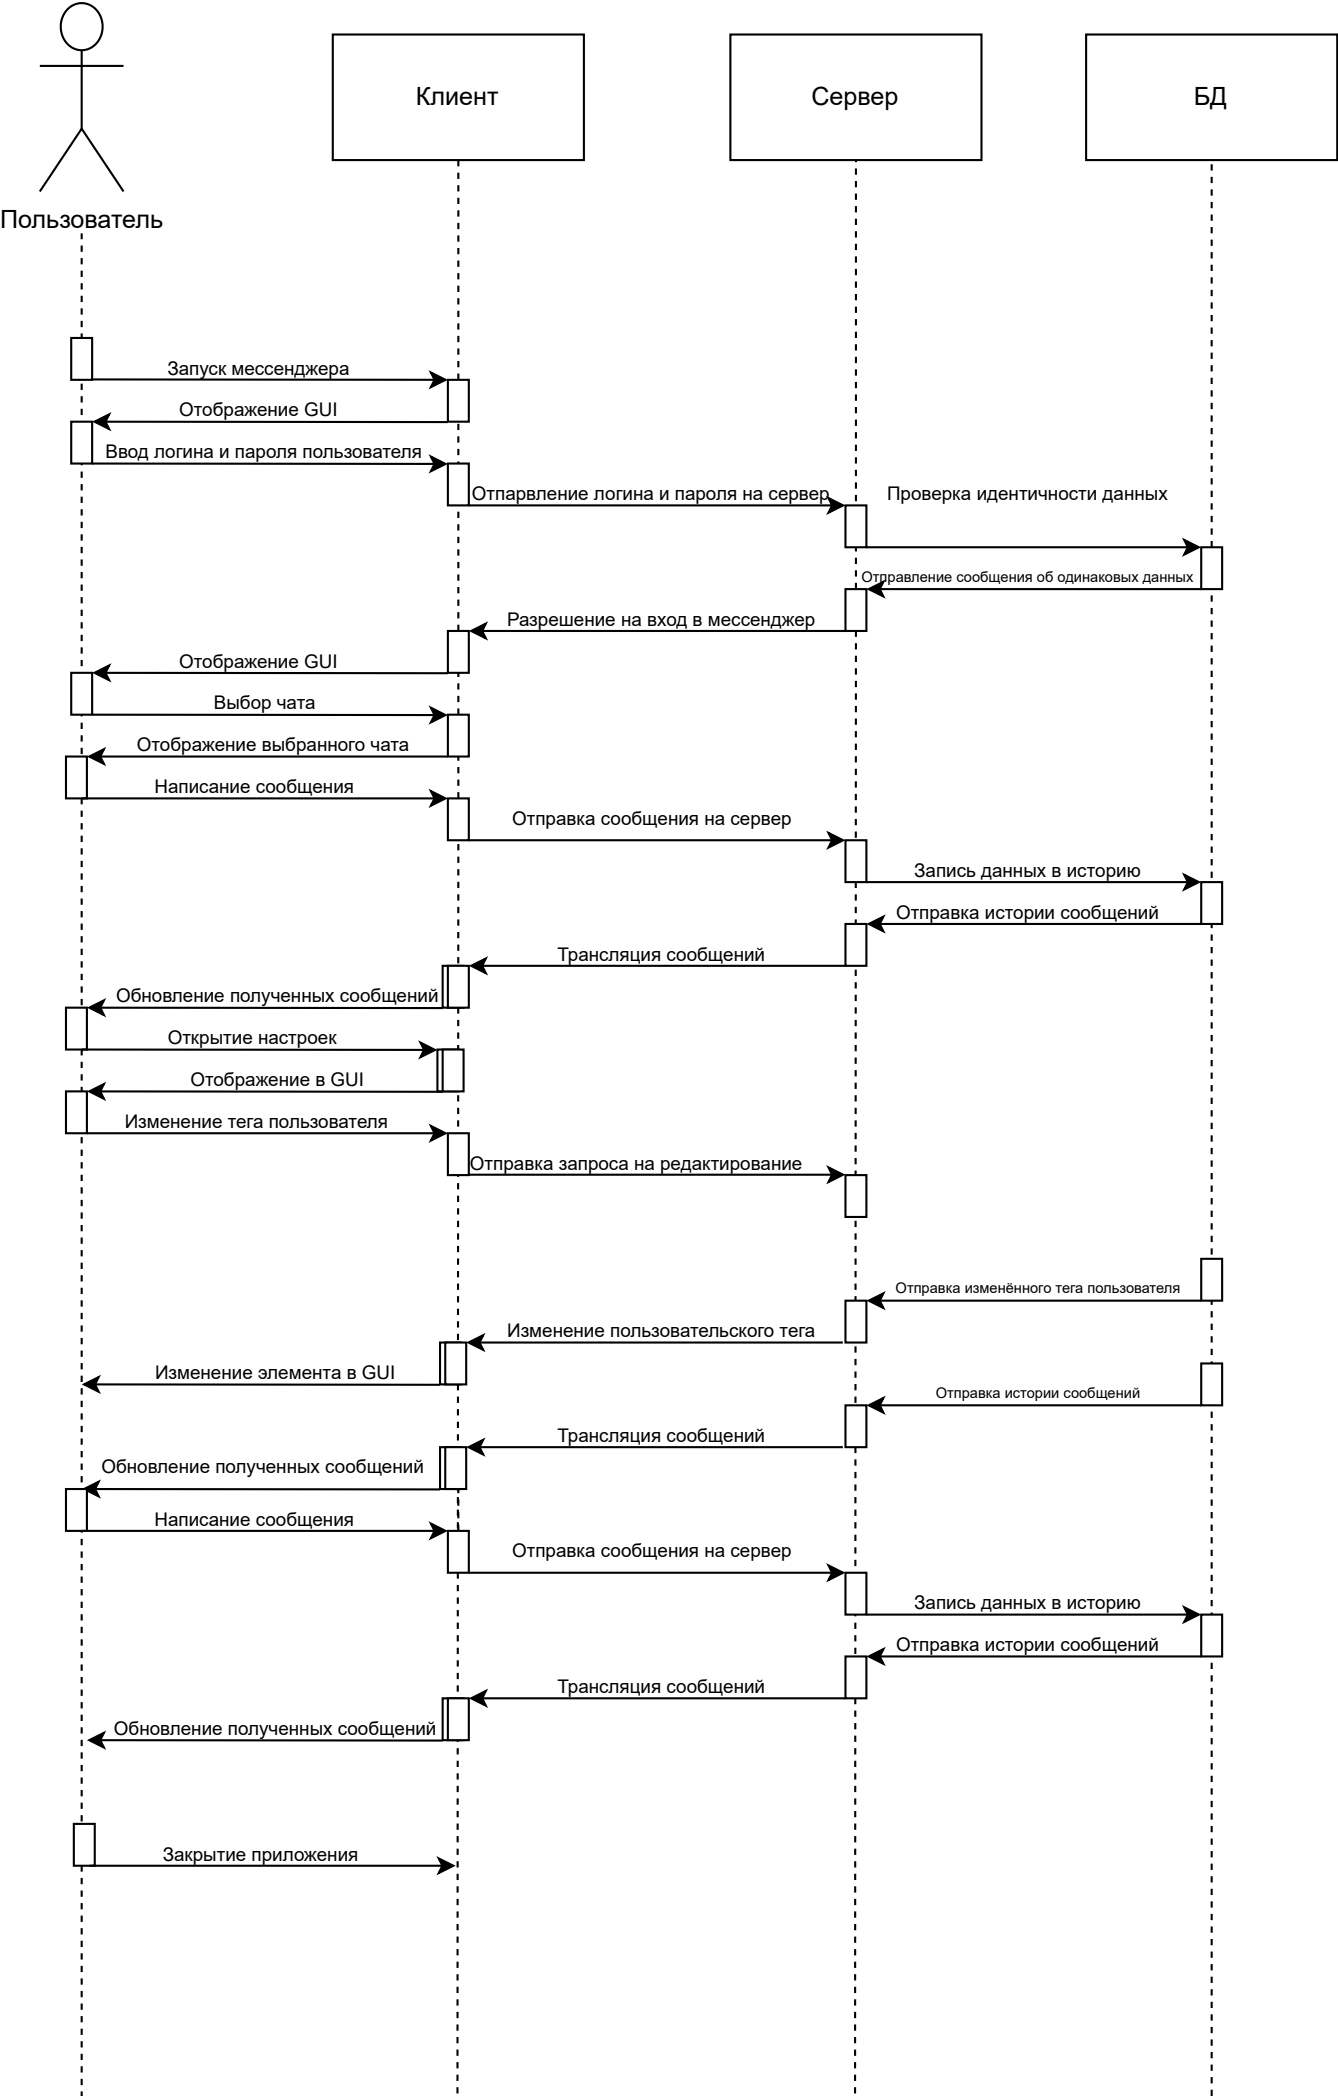 Клиент
Сервер
БД
Пользователь
Запуск мессенджера
Отображение GUI
Ввод логина и пароля пользователя
Отпарвление логина и пароля на сервер
Проверка идентичности данных
Отправление сообщения об одинаковых данных
Разрешение на вход в мессенджер
Отображение GUI
Выбор чата
Отображение выбранного чата
Написание сообщения
Отправка сообщения на сервер
Запись данных в историю
Отправка истории сообщений
Трансляция сообщений
Обновление полученных сообщений
Открытие настроек
Отображение в GUI
Изменение тега пользователя
Отправка запроса на редактирование
Отправка изменённого тега пользователя
Изменение пользовательского тега
Изменение элемента в GUI
Отправка истории сообщений
Трансляция сообщений
Обновление полученных сообщений
Написание сообщения
Отправка сообщения на сервер
Запись данных в историю
Отправка истории сообщений
Трансляция сообщений
Обновление полученных сообщений
Закрытие приложения